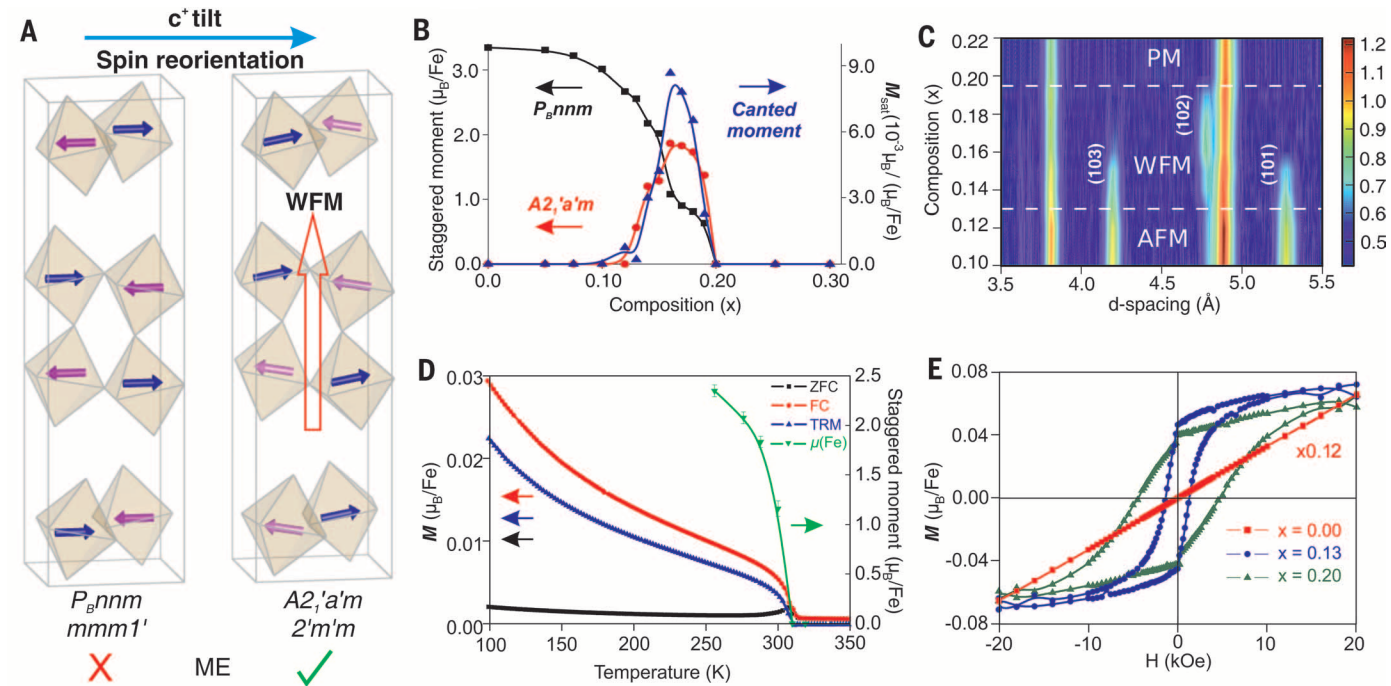 A
c⁺ tilt
Spin reorientation
WFM
P_Bnnm
mmm1'
A2₁'a'm
2'm'm
X
ME
✓
B
Staggered moment (μ_B/Fe)
3.0
2.0
1.0
0.0
P_Bnnm
Canted
moment
A2₁'a'm
9.0
6.0
3.0
0.0
M_sat(10⁻³μ_B/ (μ_B/Fe)
0.0
0.10
0.20
0.30
Composition (x)
C
Composition (x)
0.22
0.20
0.18
0.16
0.14
0.12
0.10
PM
(102)
(103)
WFM
(101)
AFM
3.5
4.0
4.5
5.0
5.5
d-spacing (Å)
1.2
1.1
1.0
0.9
0.8
0.7
0.6
0.5
D
M (μ_B/Fe)
0.03
0.02
0.01
0.00
ZFC
FC
TRM
μ(Fe)
2.5
2.0
1.5
1.0
0.5
0.0
Staggered moment (μ_B/Fe)
100
150
200
250
300
350
Temperature (K)
E
M (μ_B/Fe)
0.08
0.04
0.00
-0.04
-0.08
x0.12
x = 0.00
x = 0.13
x = 0.20
-20
-10
0
10
20
H (kOe)